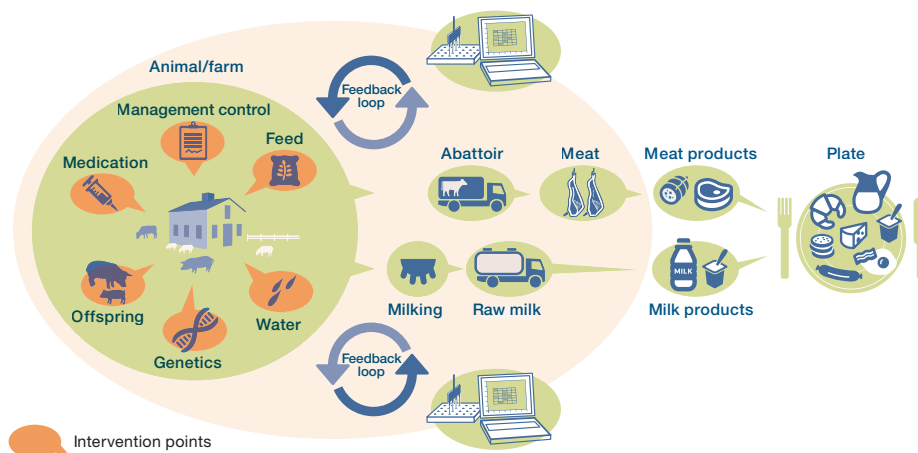 Animal/farm
Feedback
loop
Management control
Feed
Medication
Abattoir
Meat
Meat products
Plate
MILK
Offspring
Water
Genetics
Milking
Raw milk
Milk products
Feedback
loop
Intervention points